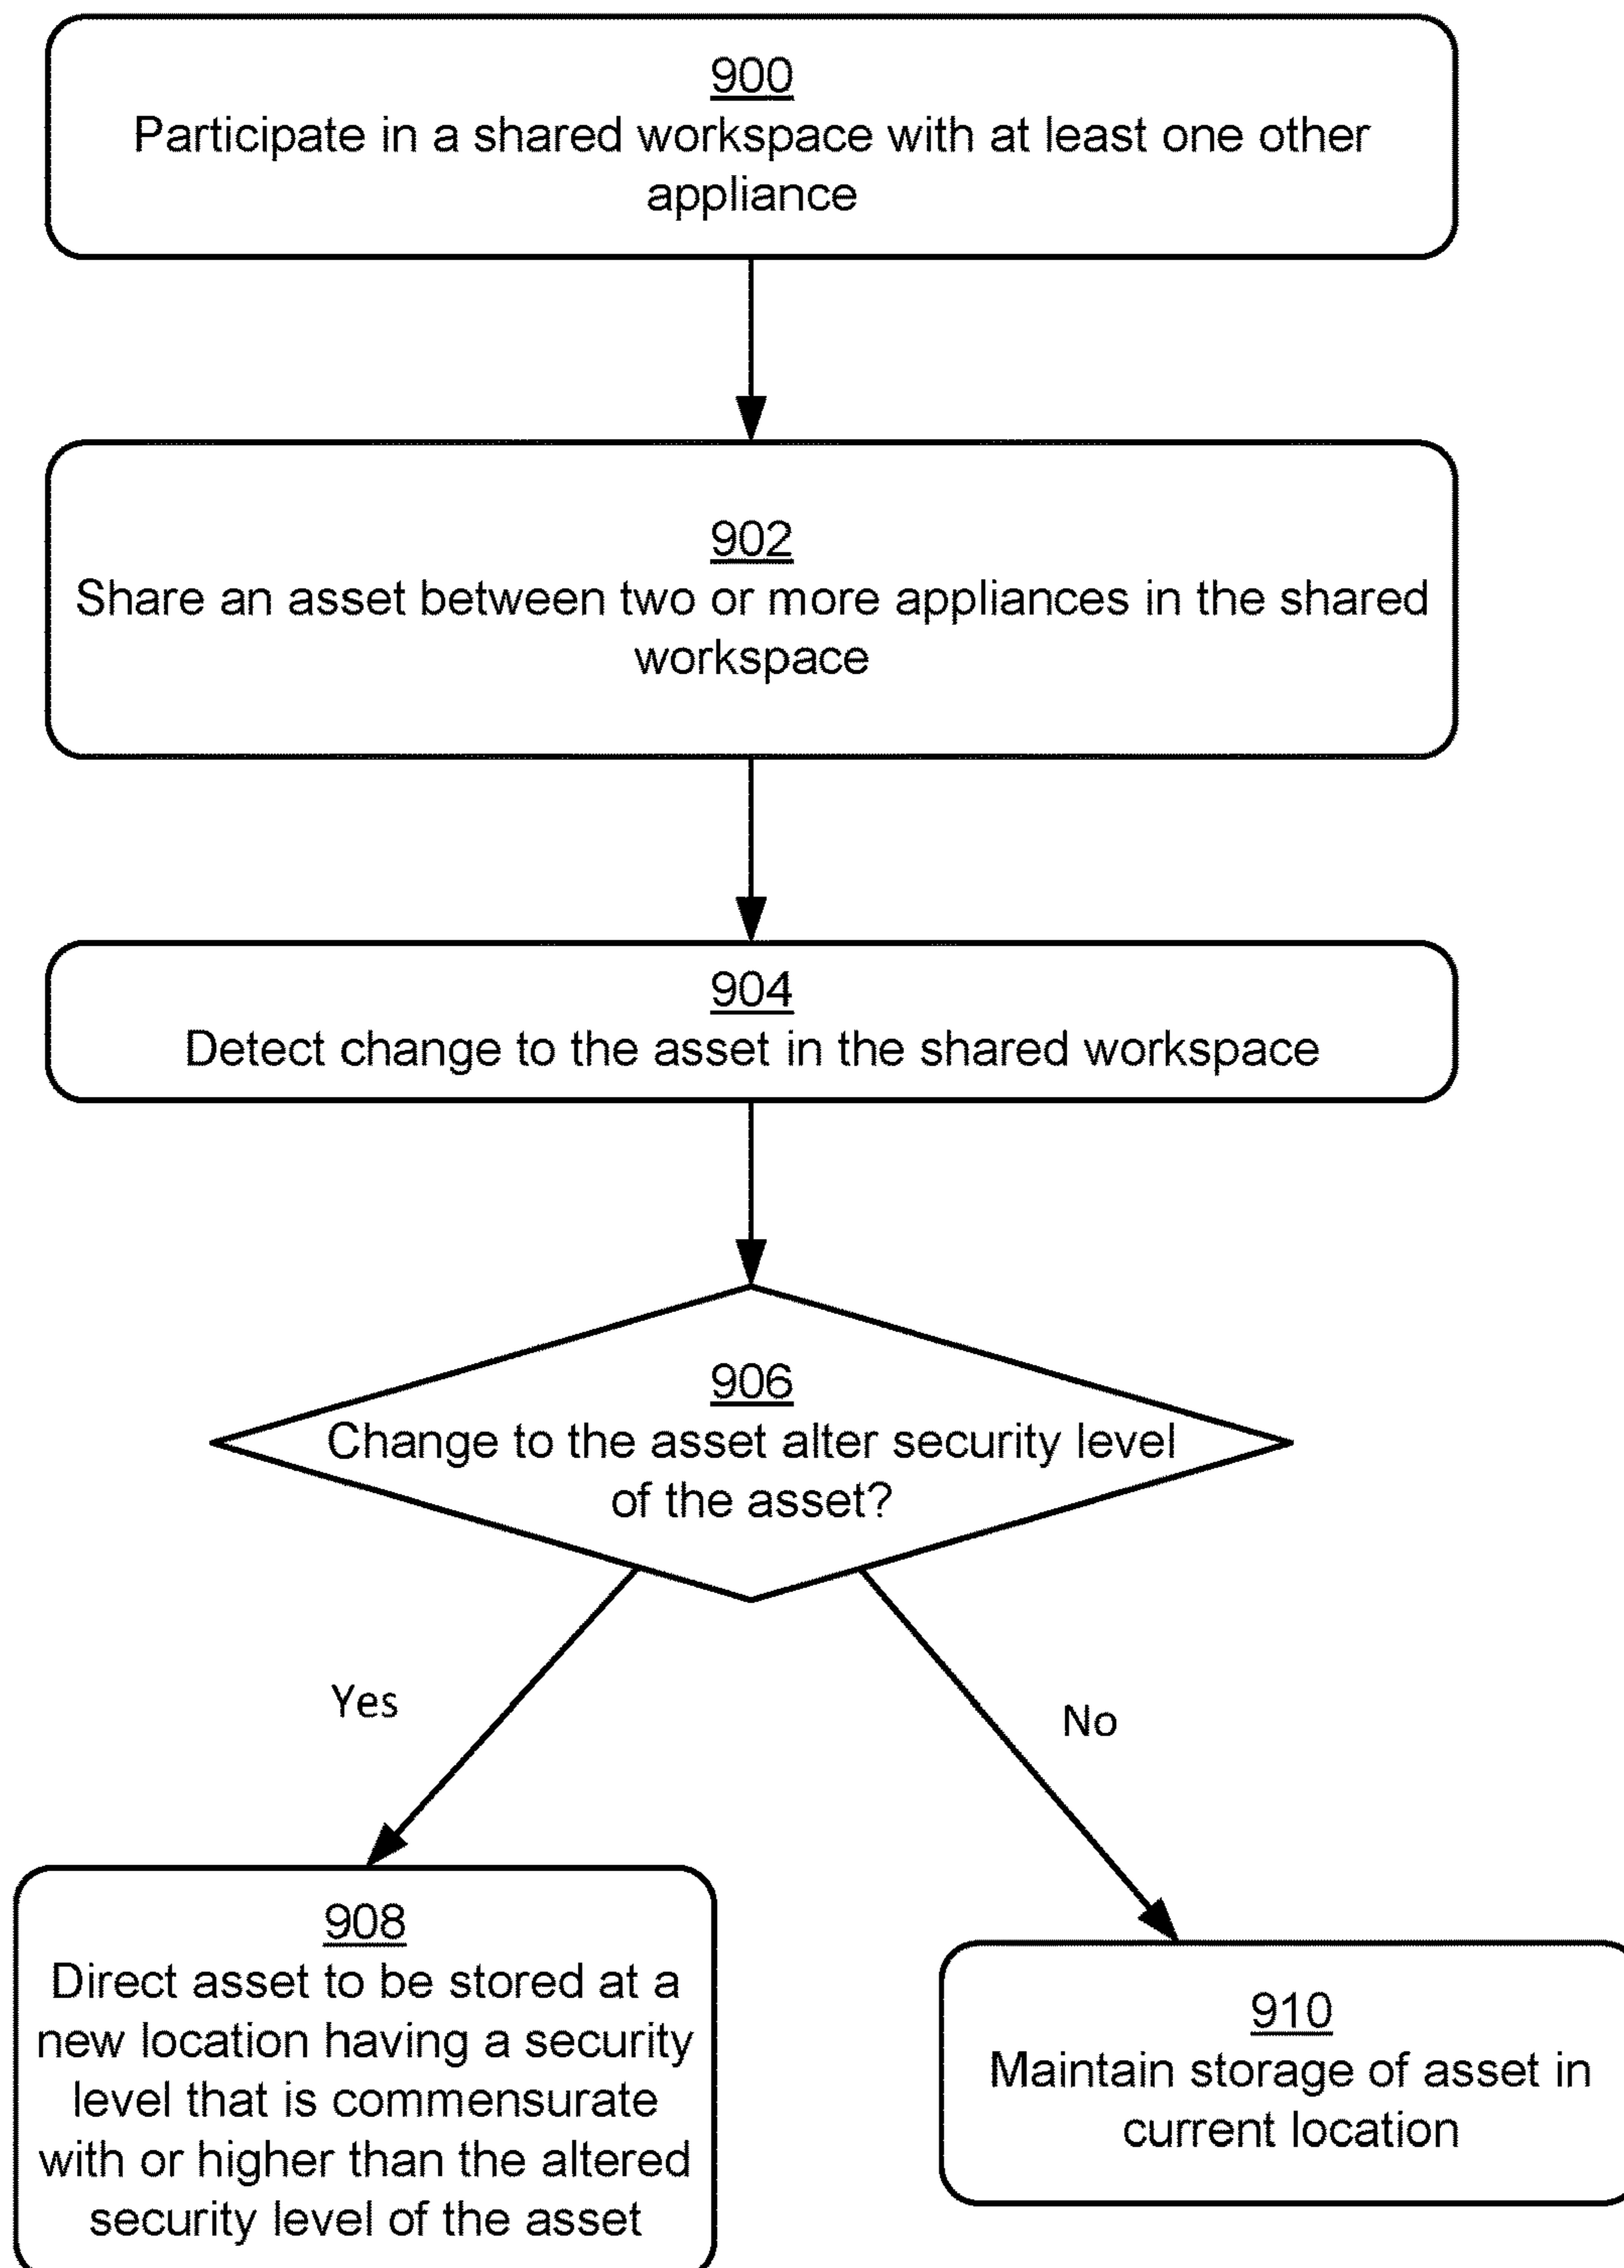 900
Participate in a shared workspace with at least one other
appliance
902
Share an asset between two or more appliances in the shared
workspace
904
Detect change to the asset in the shared workspace
906
Change to the asset alter security level
of the asset?
Yes
No
908
Direct asset to be stored at a
new location having a security
level that is commensurate
with or higher than the altered
security level of the asset
910
Maintain storage of asset in
current location